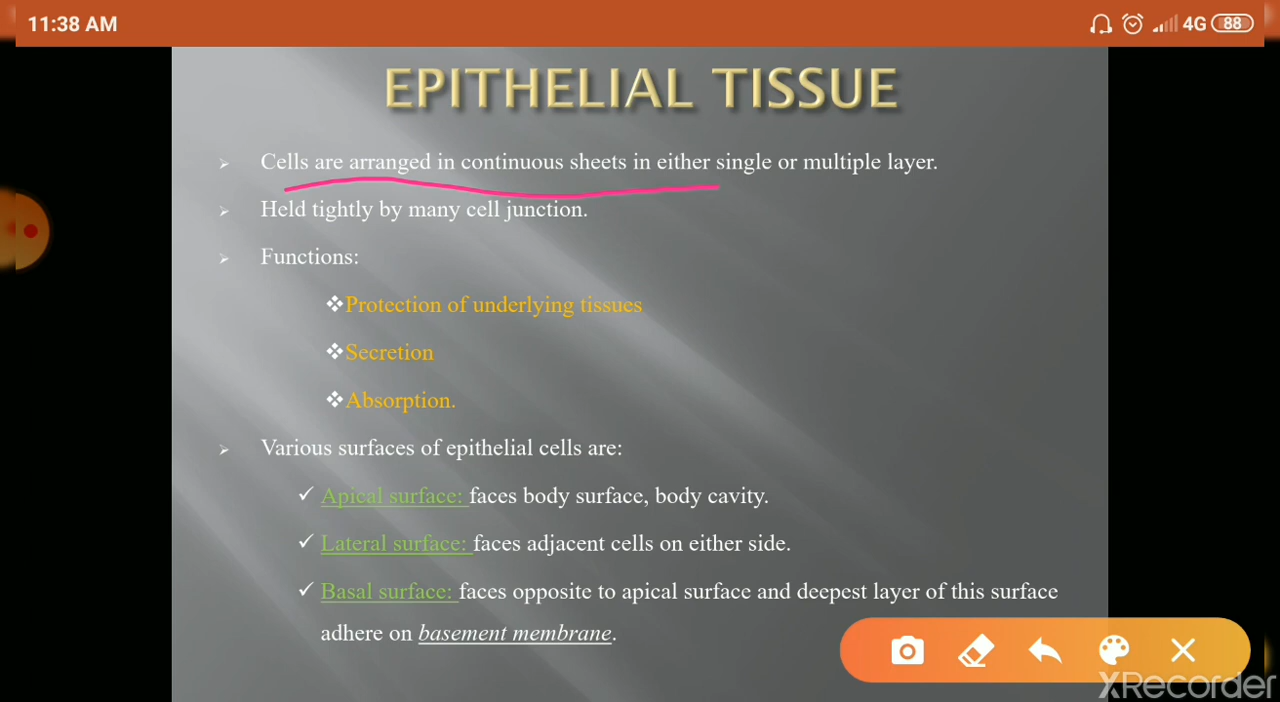 11:38 AM
4G 88
EPITHELIAL TISSUE
Cells are arranged in continuous sheets in either single or multiple layer.
Held tightly by many cell junction.
Functions:
Protection of underlying tissues
Secretion
Absorption.
Various surfaces of epithelial cells are:
Apical surface: faces body surface, body cavity.
Lateral surface: faces adjacent cells on either side.
Basal surface: faces opposite to apical surface and deepest layer of this surface
adhere on basement membrane.
XRecorder